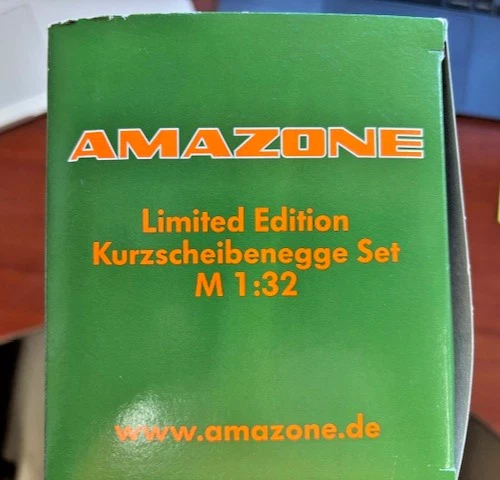 AMAZONE
Limited Edition
Kurzscheibenegge Set
M 1:32
www.amazone.de